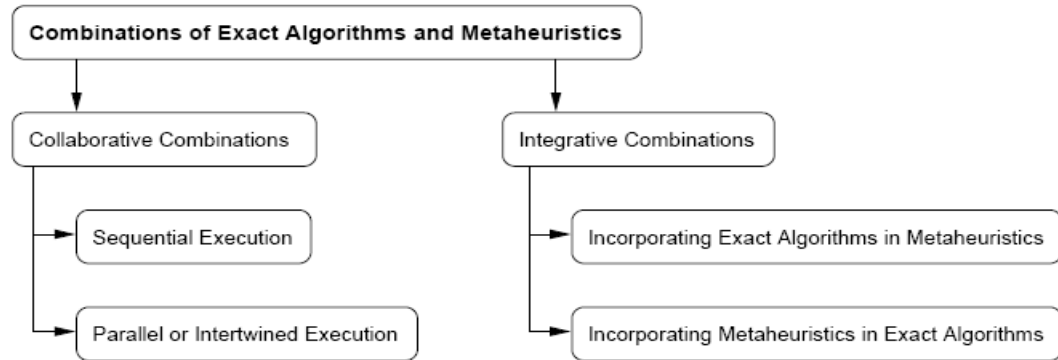 Combinations of Exact Algorithms and Metaheuristics
Collaborative Combinations
Sequential Execution
Parallel or Intertwined Execution
Integrative Combinations
Incorporating Exact Algorithms in Metaheuristics
Incorporating Metaheuristics in Exact Algorithms